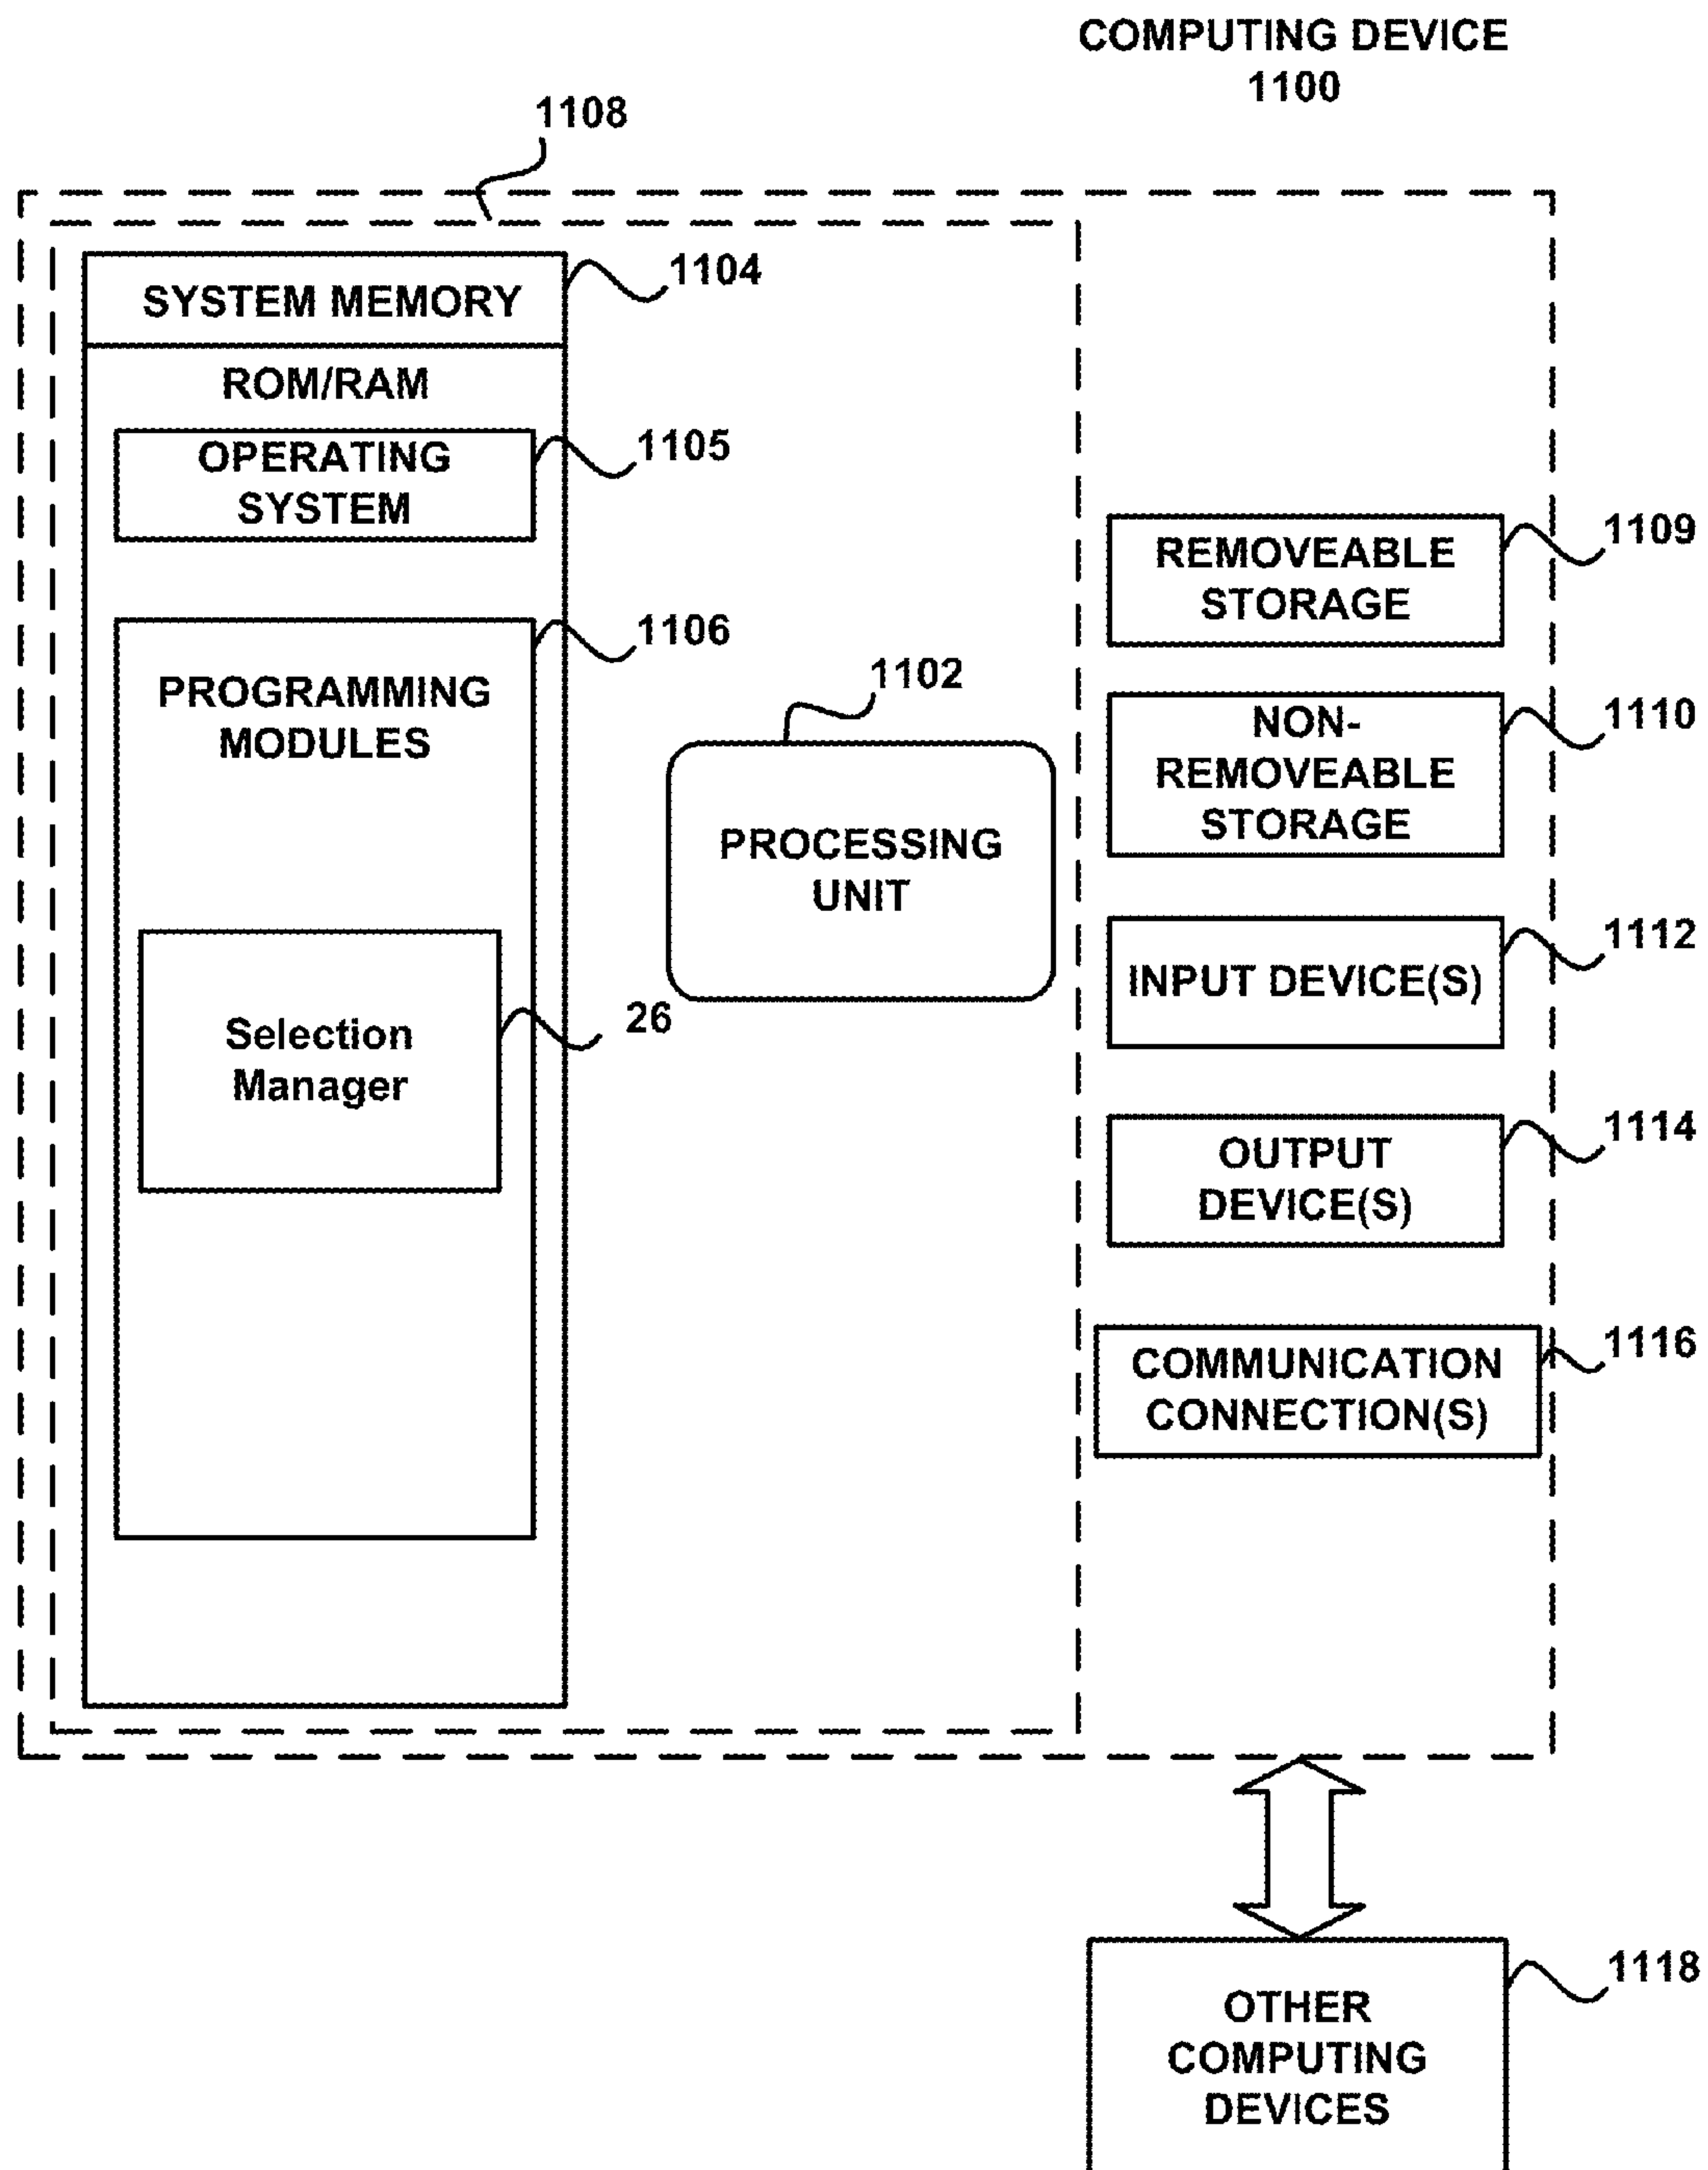 COMPUTING DEVICE
1100
1108
1104
SYSTEM MEMORY
ROM/RAM
1105
OPERATING
SYSTEM
1106
PROGRAMMING
MODULES
26
Selection
Manager
1102
PROCESSING
UNIT
1109
REMOVEABLE
STORAGE
1110
NON-
REMOVEABLE
STORAGE
1112
INPUT DEVICE(S)
1114
OUTPUT
DEVICE(S)
1116
COMMUNICATION
CONNECTION(S)
1118
OTHER
COMPUTING
DEVICES